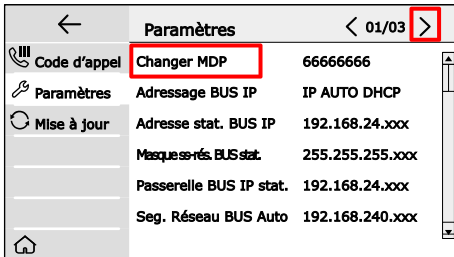 Paramètres
01/03
Code d'appel
Paramètres
Mise à jour
Changer MDP 66666666
Adressage BUS IP IP AUTO DHCP
Adresse stat. BUS IP 192.168.24.xxx
Masque ss-rés. BUS stat. 255.255.255.xxx
Passerelle BUS IP stat. 192.168.24.xxx
Seg. Réseau BUS Auto 192.168.240.xxx